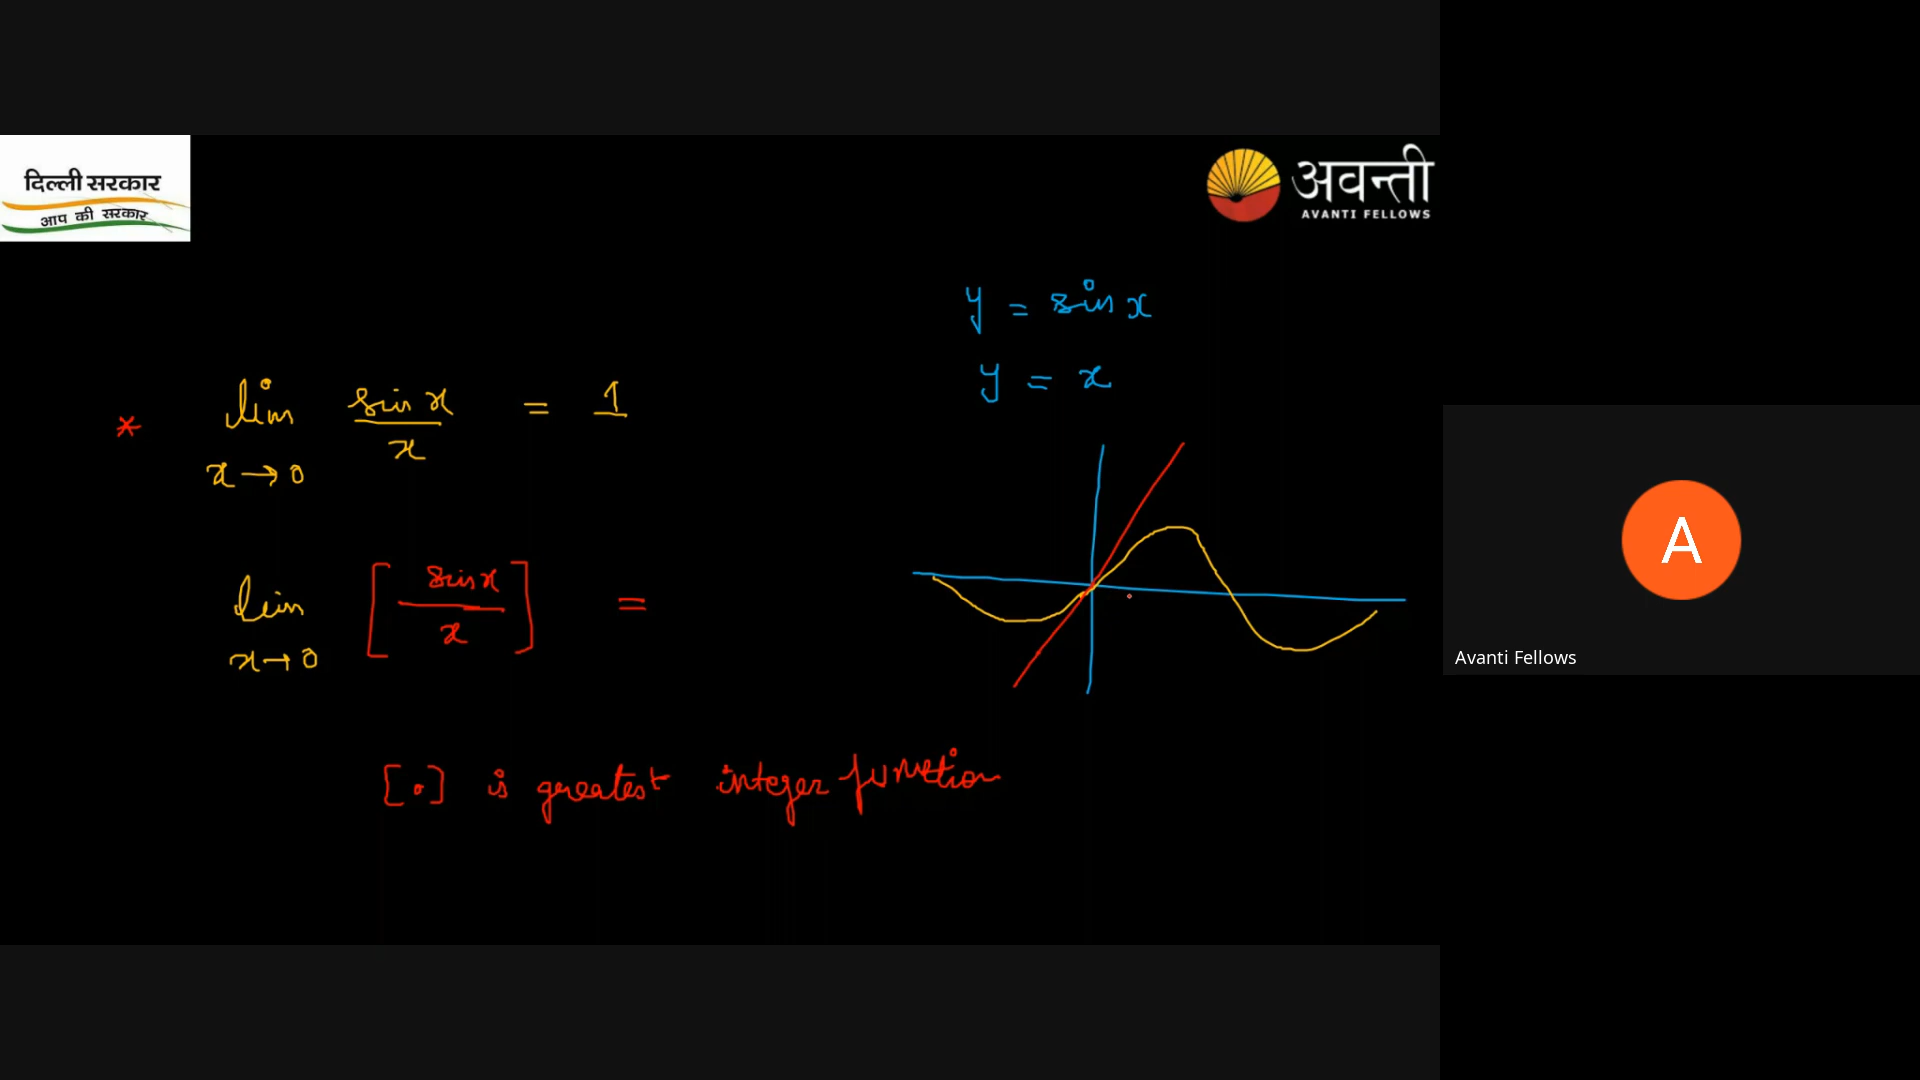 दिल्ली सरकार
आप की सरकार
अवन्ती
AVANTI FELLOWS
y = sin x
y = x
* lim sin x / x = 1
x→0
lim [ sin x / x ] =
x→0
[•] is greatest integer function
A
Avanti Fellows